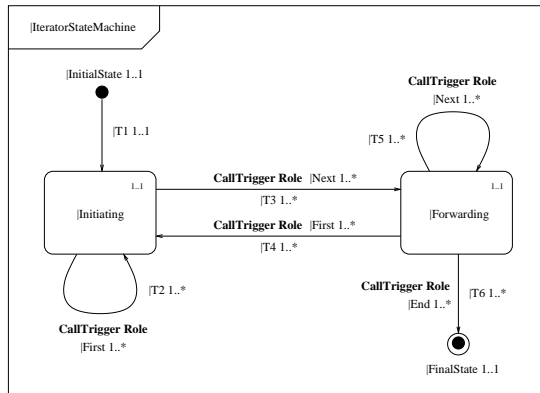 |IteratorStateMachine
|InitialState 1..1
|T1 1..1
CallTrigger Role
|Next 1..*
|T5 1..*
1..1
|Initiating
CallTrigger Role |Next 1..*
|T3 1..*
CallTrigger Role |First 1..*
|T4 1..*
1..1
|Forwarding
|T2 1..*
CallTrigger Role
|First 1..*
CallTrigger Role
|End 1..*
|T6 1..*
|FinalState 1..1